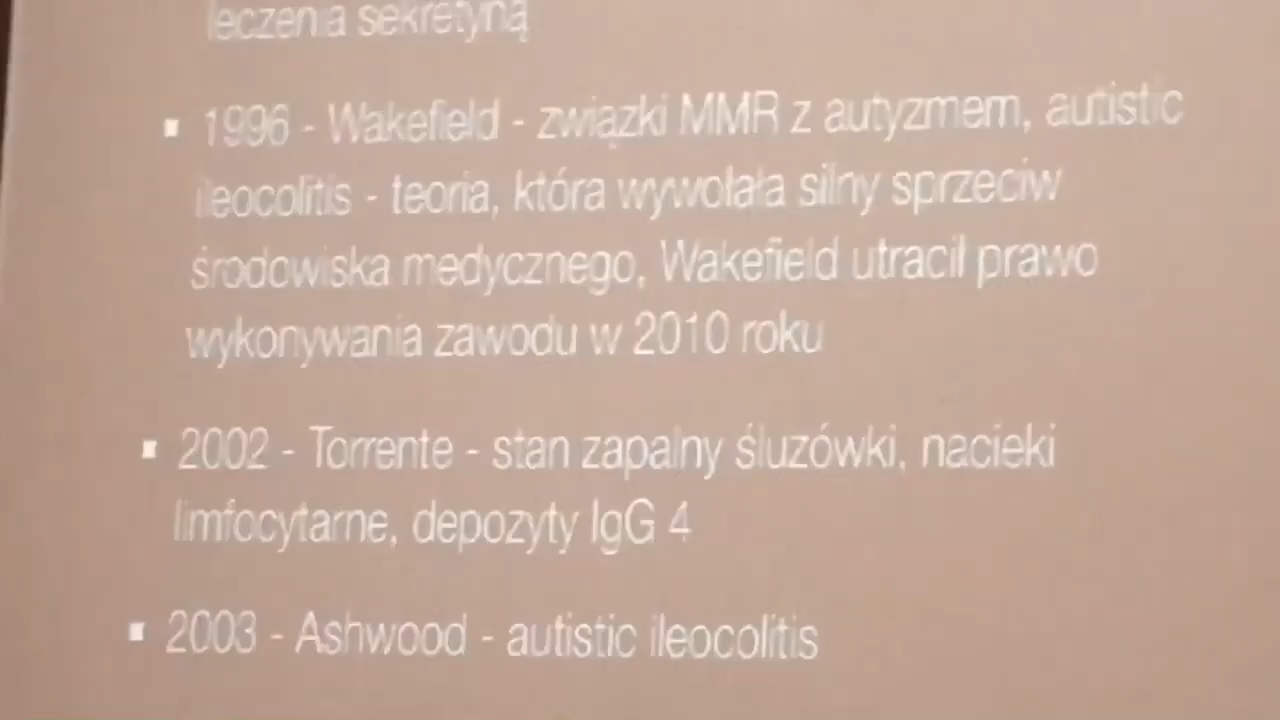 leczenia sekretyną
▪ 1996 - Wakefield - związki MMR z autyzmem, autistic
ileocolitis - teoria, która wywołała silny sprzeciw
środowiska medycznego, Wakefield utracił prawo
wykonywania zawodu w 2010 roku
▪ 2002 - Torrente - stan zapalny śluzówki, nacieki
limfocytarne, depozyty IgG 4
▪ 2003 - Ashwood - autistic ileocolitis